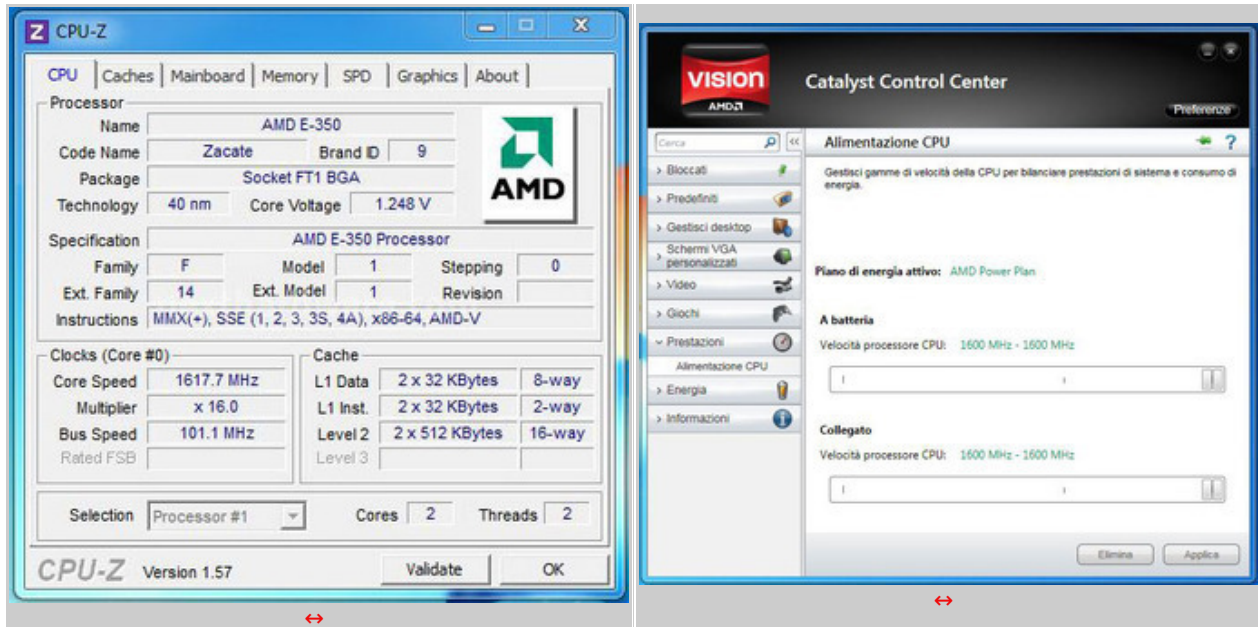 Z CPU-Z
CPU Caches Mainboard Memory SPD Graphics About
Processor
Name AMD E-350
Code Name Zacate Brand ID 9
Package Socket FT1 BGA
Technology 40 nm Core Voltage 1.248 V
AMD
Specification AMD E-350 Processor
Family F Model 1 Stepping 0
Ext. Family 14 Ext. Model 1 Revision
Instructions MMX(+), SSE (1, 2, 3, 3S, 4A), x86-64, AMD-V
Clocks (Core #0)
Core Speed 1617.7 MHz
Multiplier x 16.0
Bus Speed 101.1 MHz
Rated FSB
Cache
L1 Data 2 x 32 KBytes 8-way
L1 Inst. 2 x 32 KBytes 2-way
Level 2 2 x 512 KBytes 16-way
Level 3
Selection Processor #1 Cores 2 Threads 2
CPU-Z Version 1.57 Validate OK
VISION
AMD
Catalyst Control Center
Preferenze
Cerca
Bloccati
Predefiniti
Gestisci desktop
Schermi VGA
personalizzati
Video
Giochi
Prestazioni
Alimentazione CPU
Energia
Informazioni
Alimentazione CPU
Gestisci gamme di velocità della CPU per bilanciare prestazioni di sistema e consumo di
energia.
Piano di energia attivo: AMD Power Plan
A batteria
Velocità processore CPU: 1600 MHz - 1600 MHz
Collegato
Velocità processore CPU: 1600 MHz - 1600 MHz
Elimina Applica